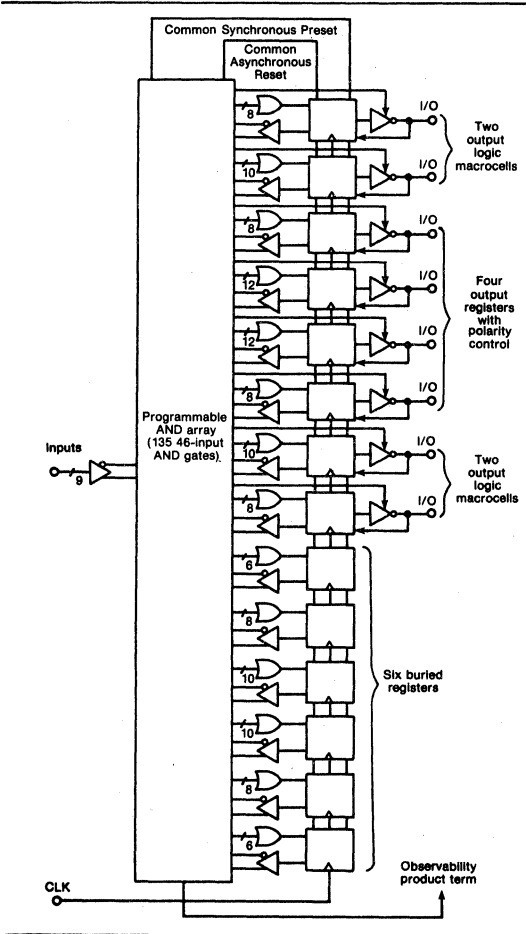 Common Synchronous Preset
Common
Asynchronous
Reset
I/O
8
Two
output
logic
macrocells
I/O
10
I/O
8
I/O
12
Four
output
registers
with
polarity
control
I/O
12
I/O
8
Programmable
AND array
(135 46-input
AND gates)
Inputs
9
I/O
10
Two
output
logic
macrocells
I/O
8
6
8
10
Six buried
registers
10
8
6
Observability
product term
CLK